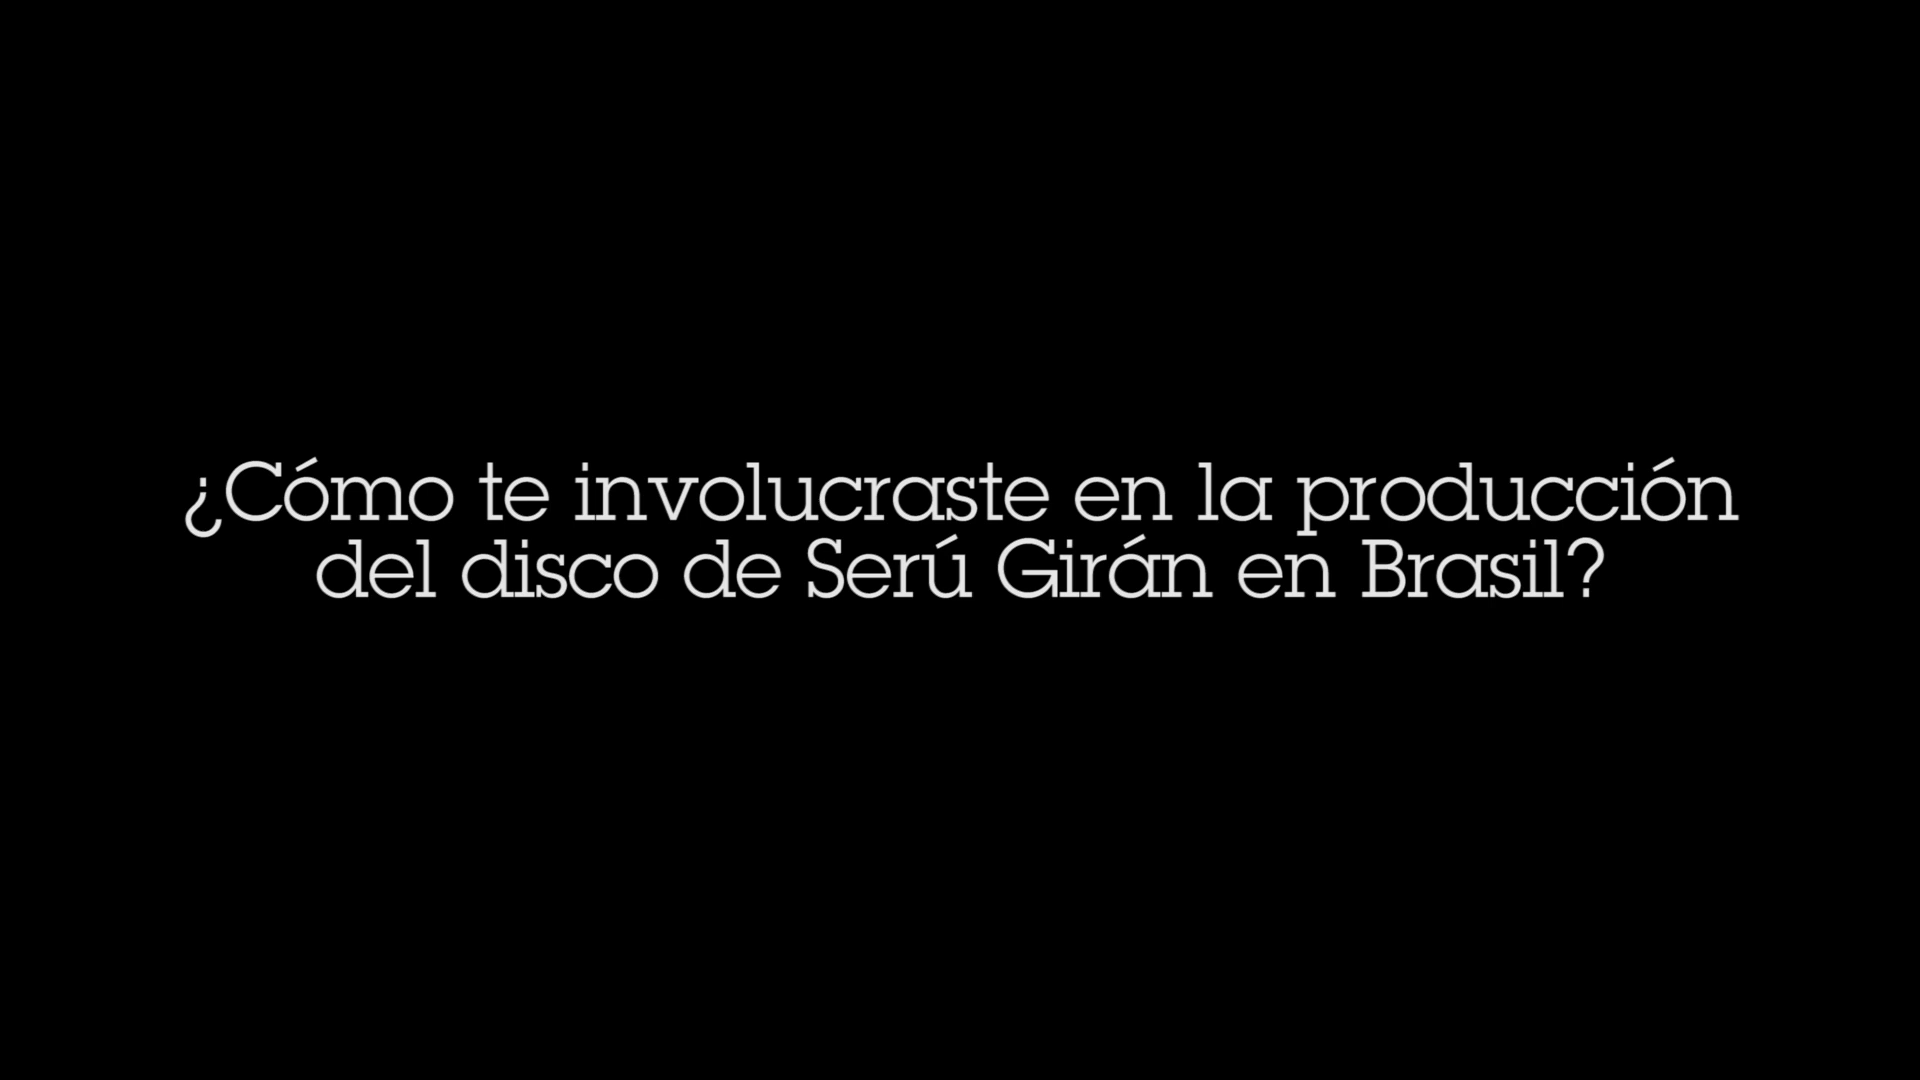 ¿Cómo te involucraste en la producción
del disco de Serú Girán en Brasil?